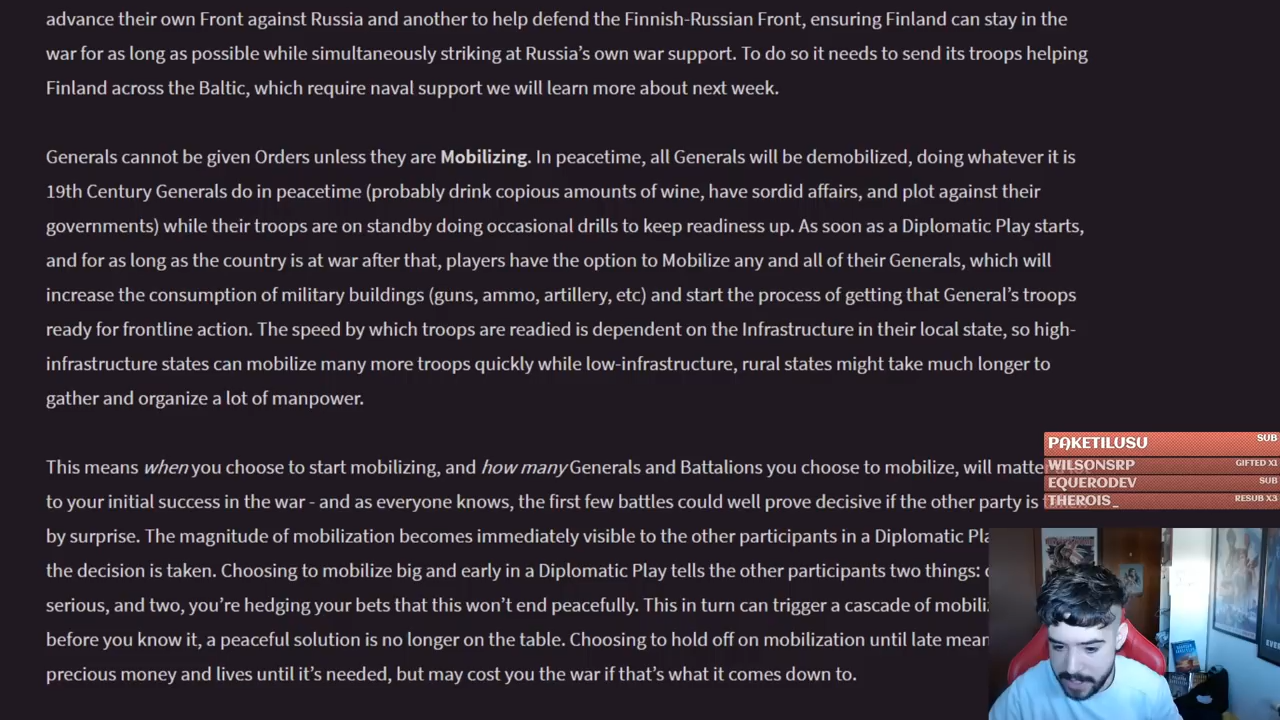 advance their own Front against Russia and another to help defend the Finnish-Russian Front, ensuring Finland can stay in the
war for as long as possible while simultaneously striking at Russia's own war support. To do so it needs to send its troops helping
Finland across the Baltic, which require naval support we will learn more about next week.
Generals cannot be given Orders unless they are Mobilizing. In peacetime, all Generals will be demobilized, doing whatever it is
19th Century Generals do in peacetime (probably drink copious amounts of wine, have sordid affairs, and plot against their
governments) while their troops are on standby doing occasional drills to keep readiness up. As soon as a Diplomatic Play starts,
and for as long as the country is at war after that, players have the option to Mobilize any and all of their Generals, which will
increase the consumption of military buildings (guns, ammo, artillery, etc) and start the process of getting that General's troops
ready for frontline action. The speed by which troops are readied is dependent on the Infrastructure in their local state, so high-
infrastructure states can mobilize many more troops quickly while low-infrastructure, rural states might take much longer to
gather and organize a lot of manpower.
This means when you choose to start mobilizing, and how many Generals and Battalions you choose to mobilize, will matter
to your initial success in the war - and as everyone knows, the first few battles could well prove decisive if the other party is
by surprise. The magnitude of mobilization becomes immediately visible to the other participants in a Diplomatic
the decision is taken. Choosing to mobilize big and early in a Diplomatic Play tells the other participants two things:
serious, and two, you're hedging your bets that this won't end peacefully. This in turn can trigger a cascade of
before you know it, a peaceful solution is no longer on the table. Choosing to hold off on mobilization until late
precious money and lives until it's needed, but may cost you the war if that's what it comes down to.
PAKETILUSU SUB
WILSONSRP GIFTED X1
EQUERODEV SUB
THEROIS_ RESUB X3